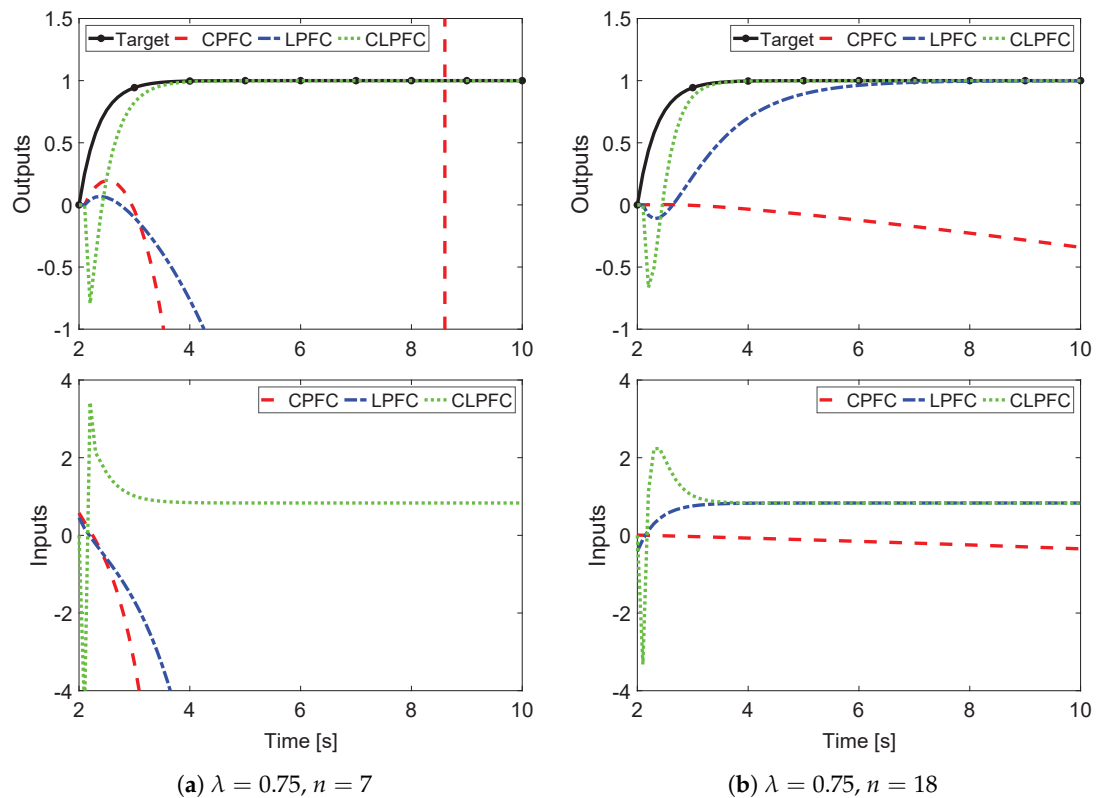 1.5
1
0.5
0
-0.5
-1
Outputs
Target CPFC LPFC CLPFC
2 4 6 8 10
1.5
1
0.5
0
-0.5
-1
Outputs
Target CPFC LPFC CLPFC
2 4 6 8 10
4
2
0
-2
-4
Inputs
CPFC LPFC CLPFC
2 4 6 8 10
Time [s]
4
2
0
-2
-4
Inputs
CPFC LPFC CLPFC
2 4 6 8 10
Time [s]
(a) λ = 0.75, n = 7
(b) λ = 0.75, n = 18